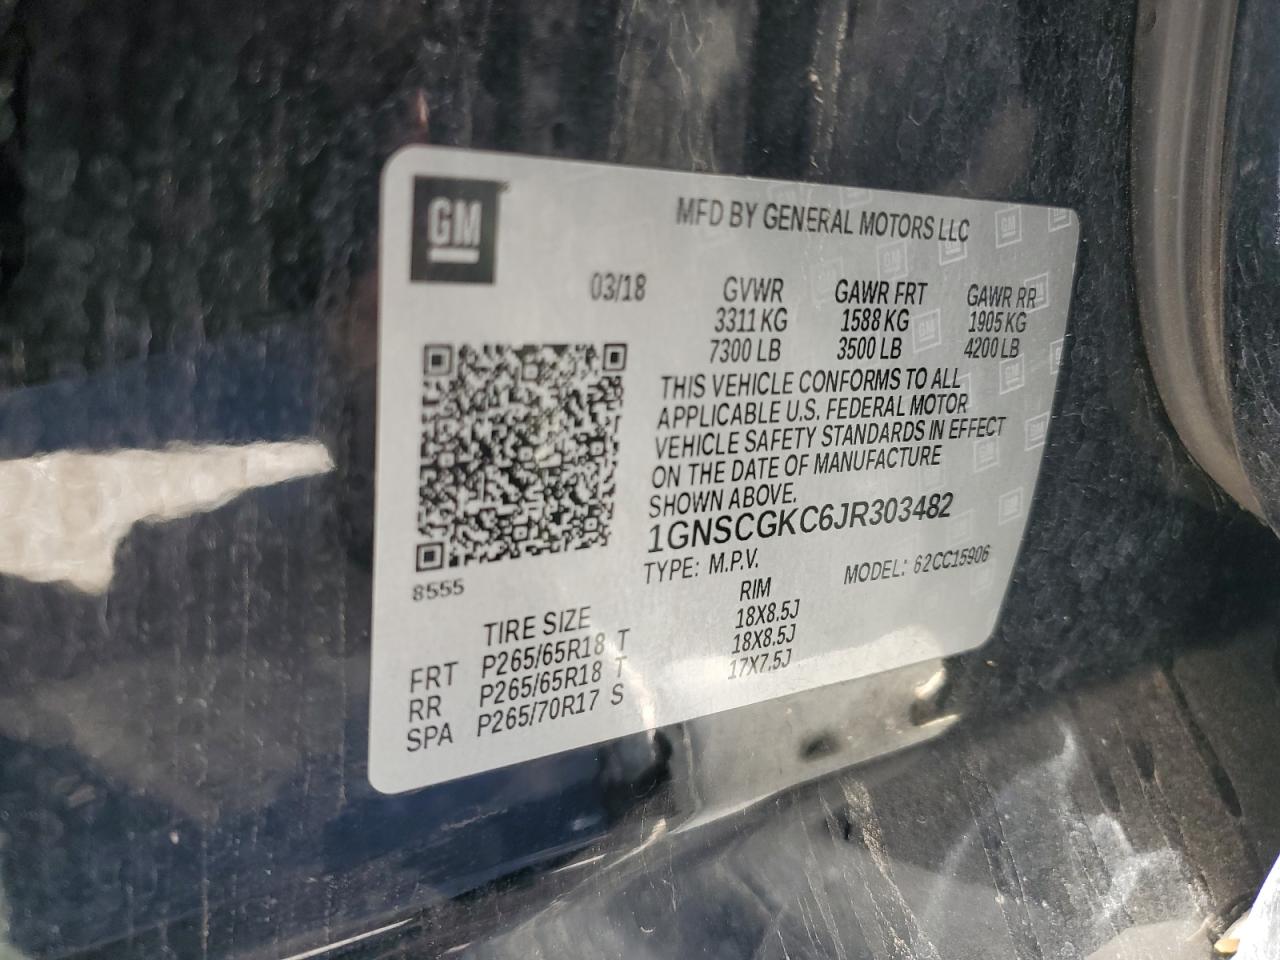 GM
MFD BY GENERAL MOTORS LLC
03/18 GVWR GAWR FRT GAWR RR
3311 KG 1588 KG 1905 KG
7300 LB 3500 LB 4200 LB
THIS VEHICLE CONFORMS TO ALL
APPLICABLE U.S. FEDERAL MOTOR
VEHICLE SAFETY STANDARDS IN EFFECT
ON THE DATE OF MANUFACTURE
SHOWN ABOVE.
1GNSCGKC6JR303482
TYPE: M.P.V. MODEL: 62CC15906
8555
TIRE SIZE RIM
FRT P265/65R18 T 18X8.5J
RR P265/65R18 T 18X8.5J
SPA P265/70R17 S 17X7.5J